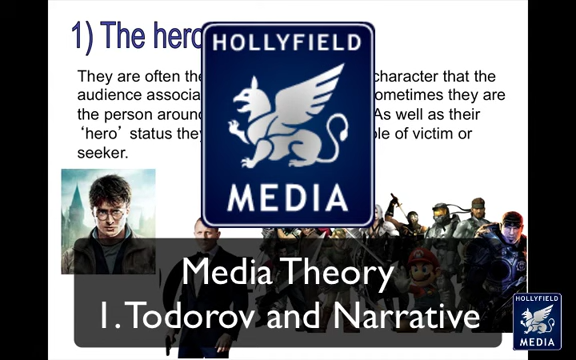 1) The hero
HOLLYFIELD
MEDIA
They are often the character that the
audience associa sometimes they are
the person aroun As well as their
‘hero’ status they ple of victim or
seeker.
Media Theory
1. Todorov and Narrative
HOLLYFIELD
MEDIA